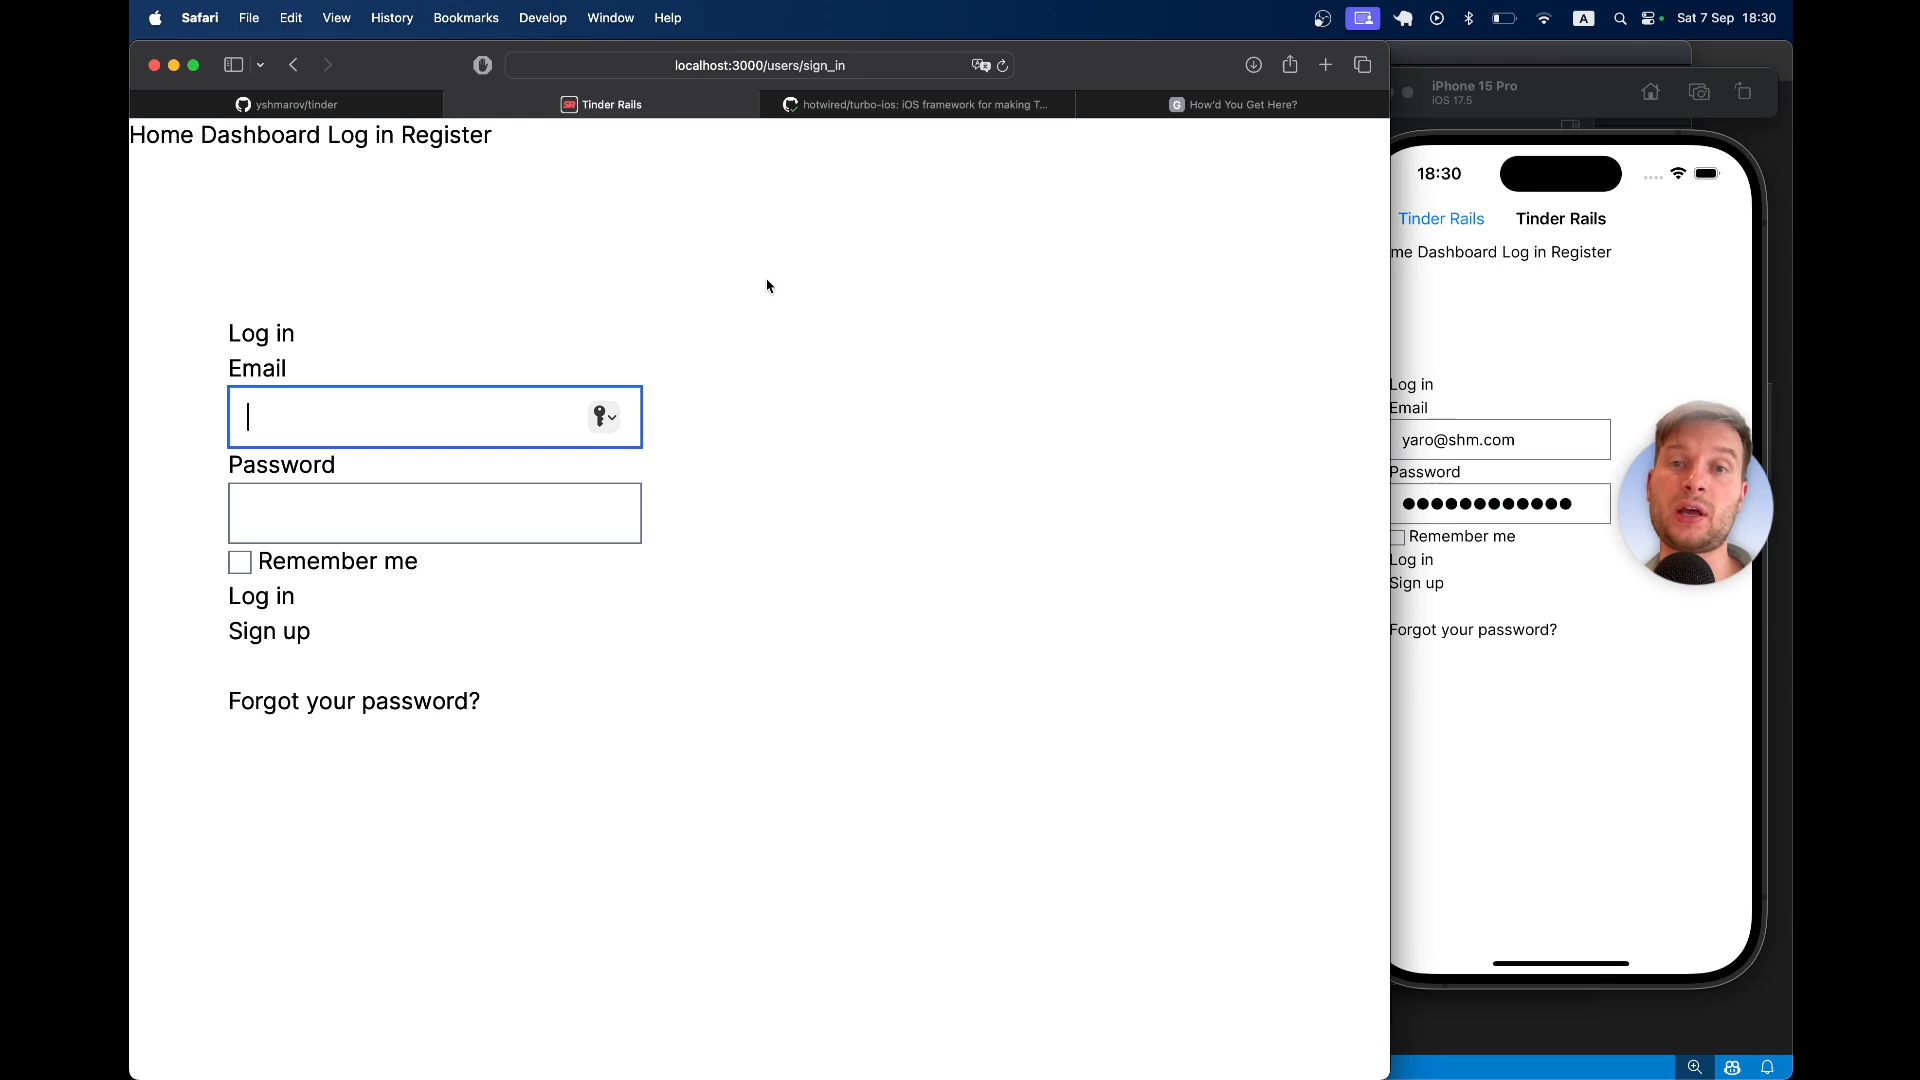 Safari File Edit View History Bookmarks Develop Window Help
A
Sat 7 Sep 18:30
localhost:3000/users/sign_in
yshmarov/tinder
SR Tinder Rails
hotwired/turbo-ios: iOS framework for making T...
G How'd You Get Here?
Home Dashboard Log in Register
Log in
Email
Password
Remember me
Log in
Sign up
Forgot your password?
iPhone 15 Pro
iOS 17.5
18:30
Tinder Rails Tinder Rails
me Dashboard Log in Register
Log in
Email
yaro@shm.com
Password
Remember me
Log in
Sign up
Forgot your password?